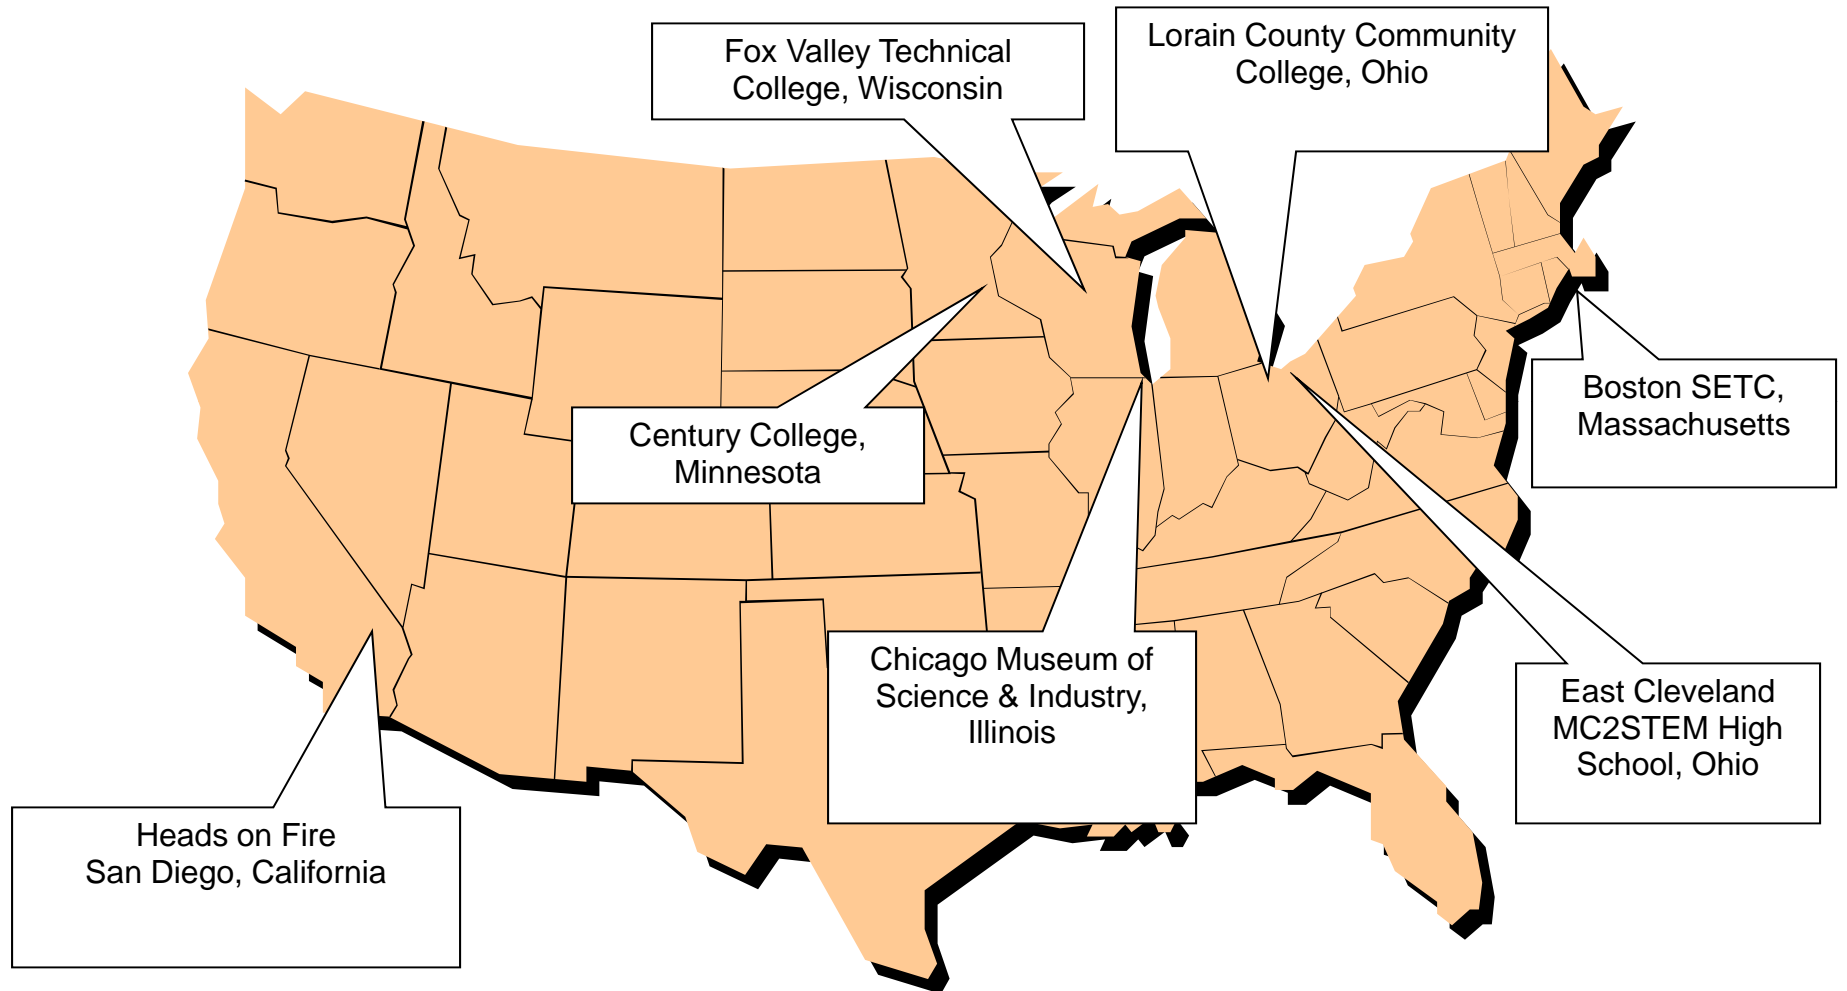 Fox Valley Technical
College, Wisconsin
Lorain County Community
College, Ohio
Boston SETC,
Massachusetts
Century College,
Minnesota
Chicago Museum of
Science & Industry,
Illinois
East Cleveland
MC2STEM High
School, Ohio
Heads on Fire
San Diego, California